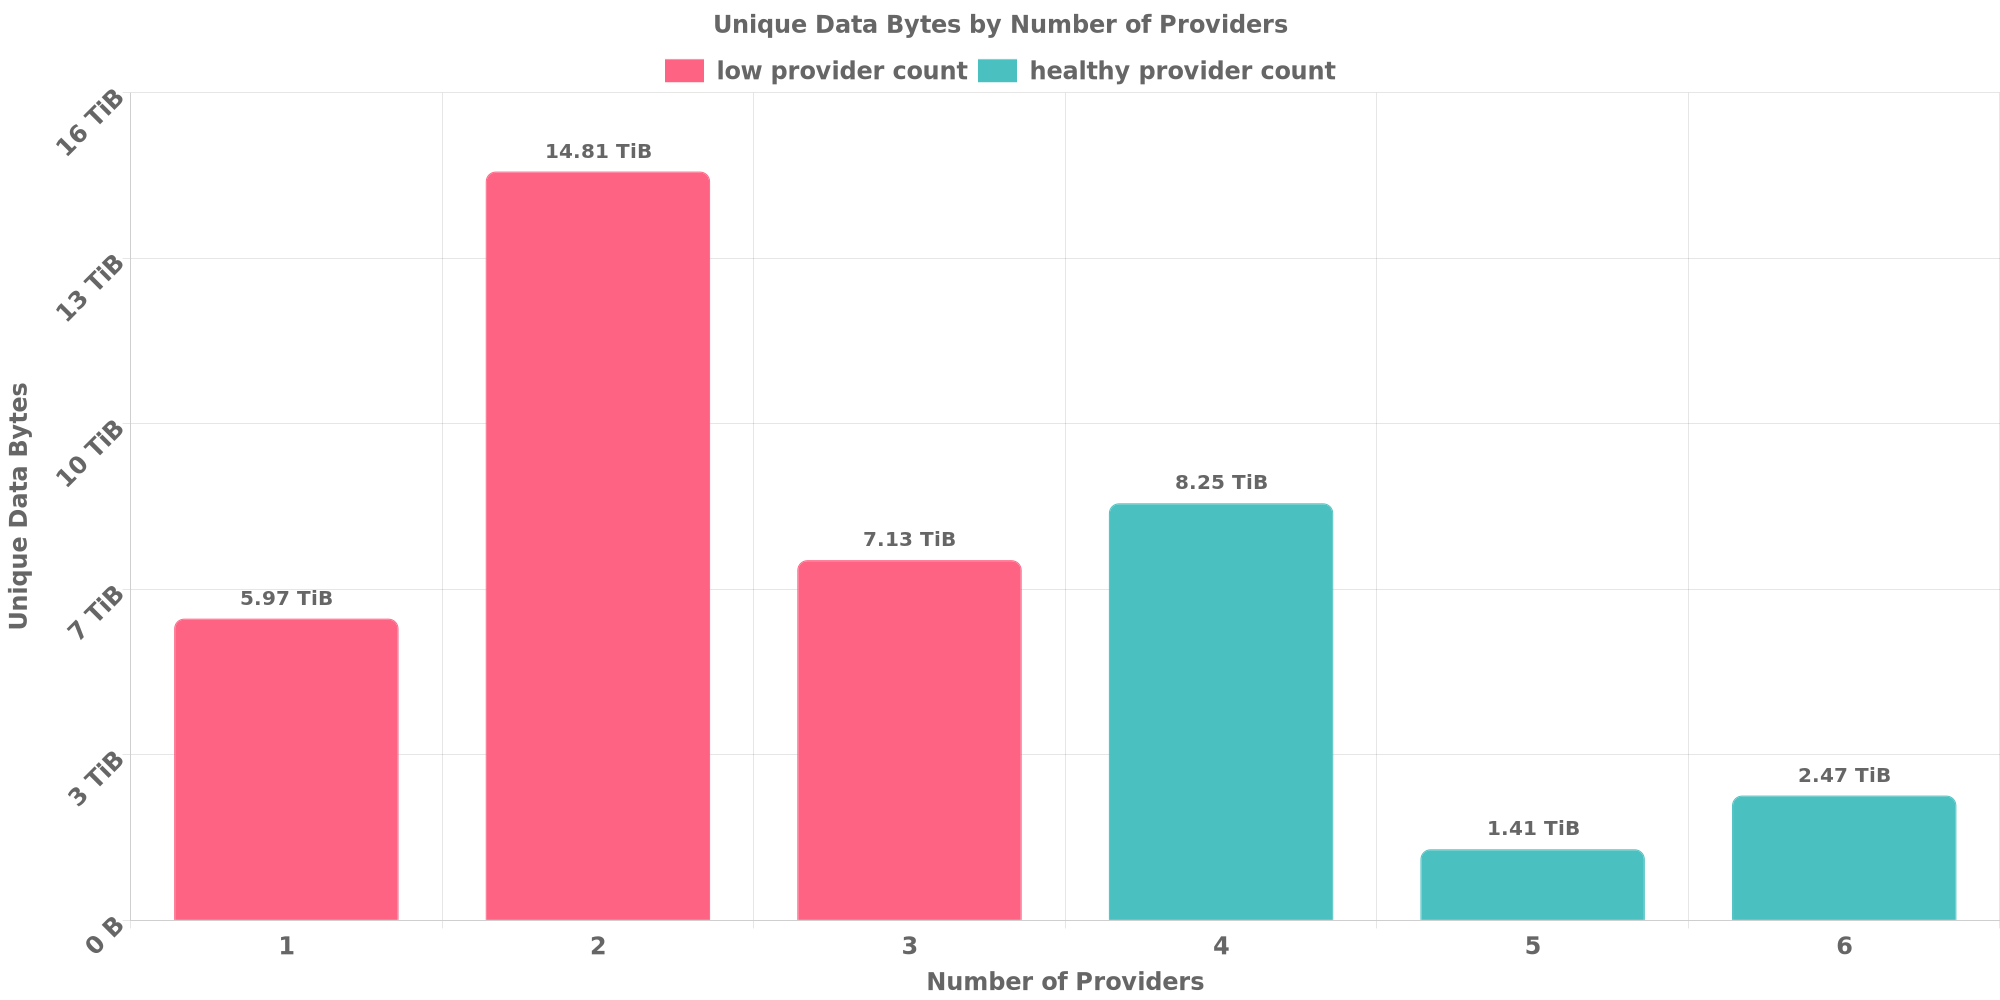 Unique Data Bytes by Number of Providers
low provider count
healthy provider count
16 TiB
13 TiB
10 TiB
7 TiB
3 TiB
0 B
Unique Data Bytes
5.97 TiB
14.81 TiB
7.13 TiB
8.25 TiB
1.41 TiB
2.47 TiB
1 2 3 4 5 6
Number of Providers